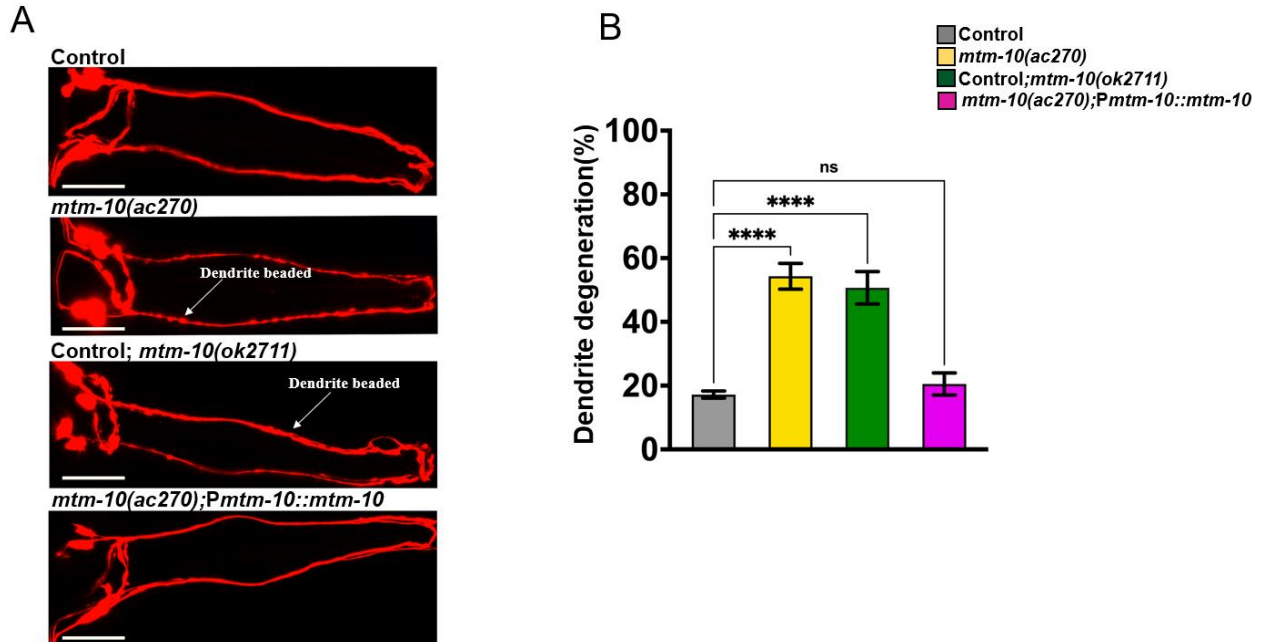 A
Control
mtm-10(ac270)
Dendrite beaded
Control; mtm-10(ok2711)
Dendrite beaded
mtm-10(ac270);Pmtm-10::mtm-10
B
Control
mtm-10(ac270)
Control;mtm-10(ok2711)
mtm-10(ac270);Pmtm-10::mtm-10
Dendrite degeneration(%)
100
80
60
40
20
0
ns
****
****